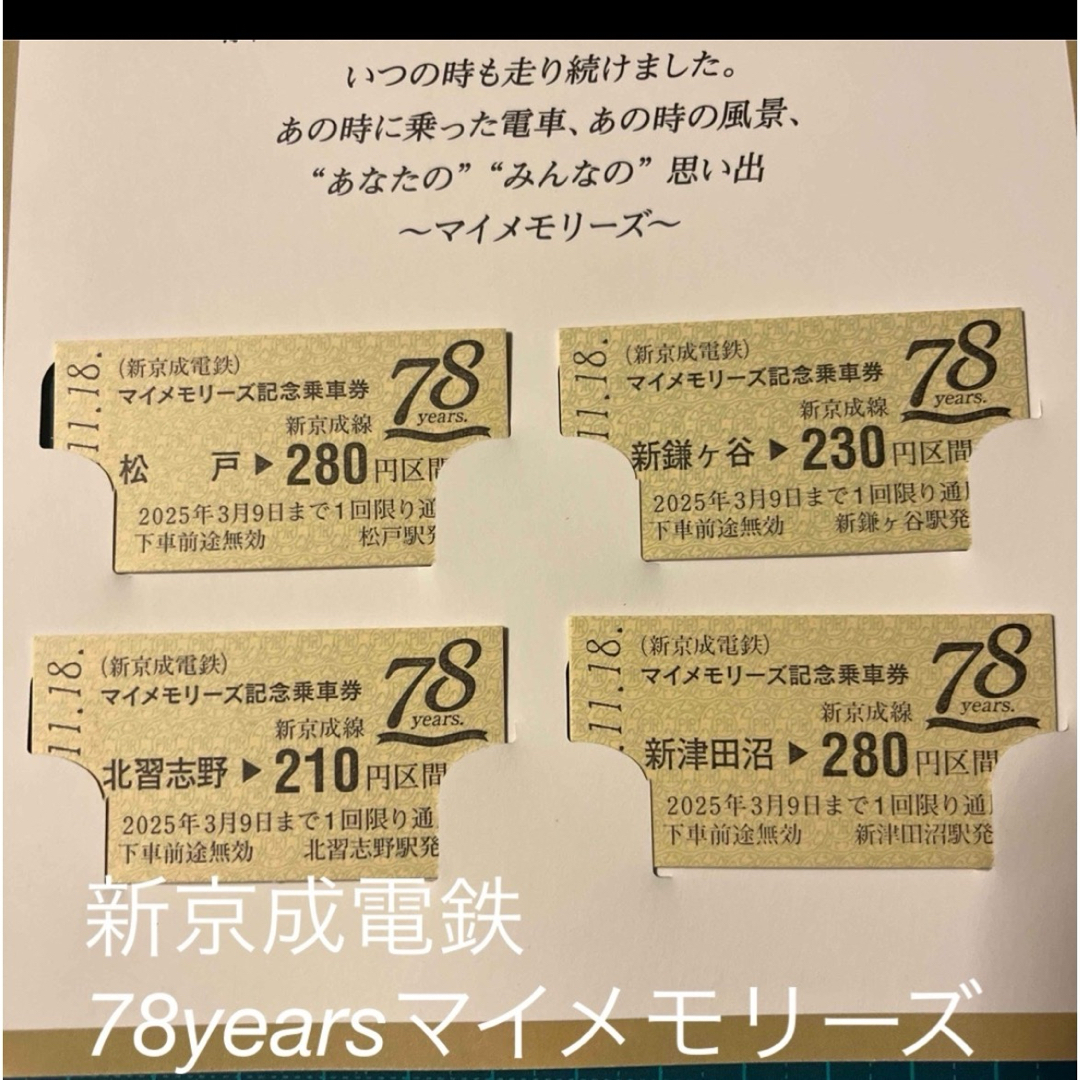 いつの時も走り続けました。
あの時に乗った電車、あの時の風景、
“あなたの” “みんなの” 思い出
～マイメモリーズ～
11.18.
(新京成電鉄)
マイメモリーズ記念乗車券
78
years.
新京成線
松 戸▶280円区間
2025年3月9日まで1回限り通
下車前途無効 松戸駅発
11.18.
(新京成電鉄)
マイメモリーズ記念乗車券
78
years.
新京成線
新鎌ヶ谷▶230円区間
2025年3月9日まで1回限り通
下車前途無効 新鎌ヶ谷駅発
11.18.
(新京成電鉄)
マイメモリーズ記念乗車券
78
years.
新京成線
北習志野▶210円区間
2025年3月9日まで1回限り通
下車前途無効 北習志野駅発
11.18.
(新京成電鉄)
マイメモリーズ記念乗車券
78
years.
新京成線
新津田沼▶280円区間
2025年3月9日まで1回限り通
下車前途無効 新津田沼駅発
新京成電鉄
78yearsマイメモリーズ